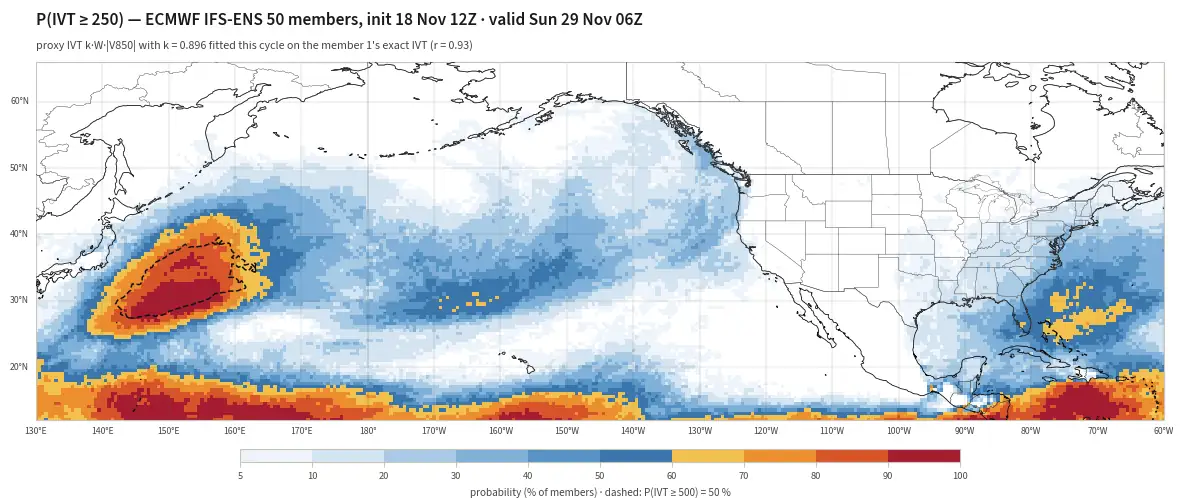 P(IVT ≥ 250) — ECMWF IFS-ENS 50 members, init 18 Nov 12Z · valid Sun 29 Nov 06Z
proxy IVT k·W·|V850| with k = 0.896 fitted this cycle on the member 1's exact IVT (r = 0.93)
60°N
50°N
40°N
30°N
20°N
130°E 140°E 150°E 160°E 170°E 180° 170°W 160°W 150°W 140°W 130°W 120°W 110°W 100°W 90°W 80°W 70°W 60°W
5 10 20 30 40 50 60 70 80 90 100
probability (% of members) · dashed: P(IVT ≥ 500) = 50 %